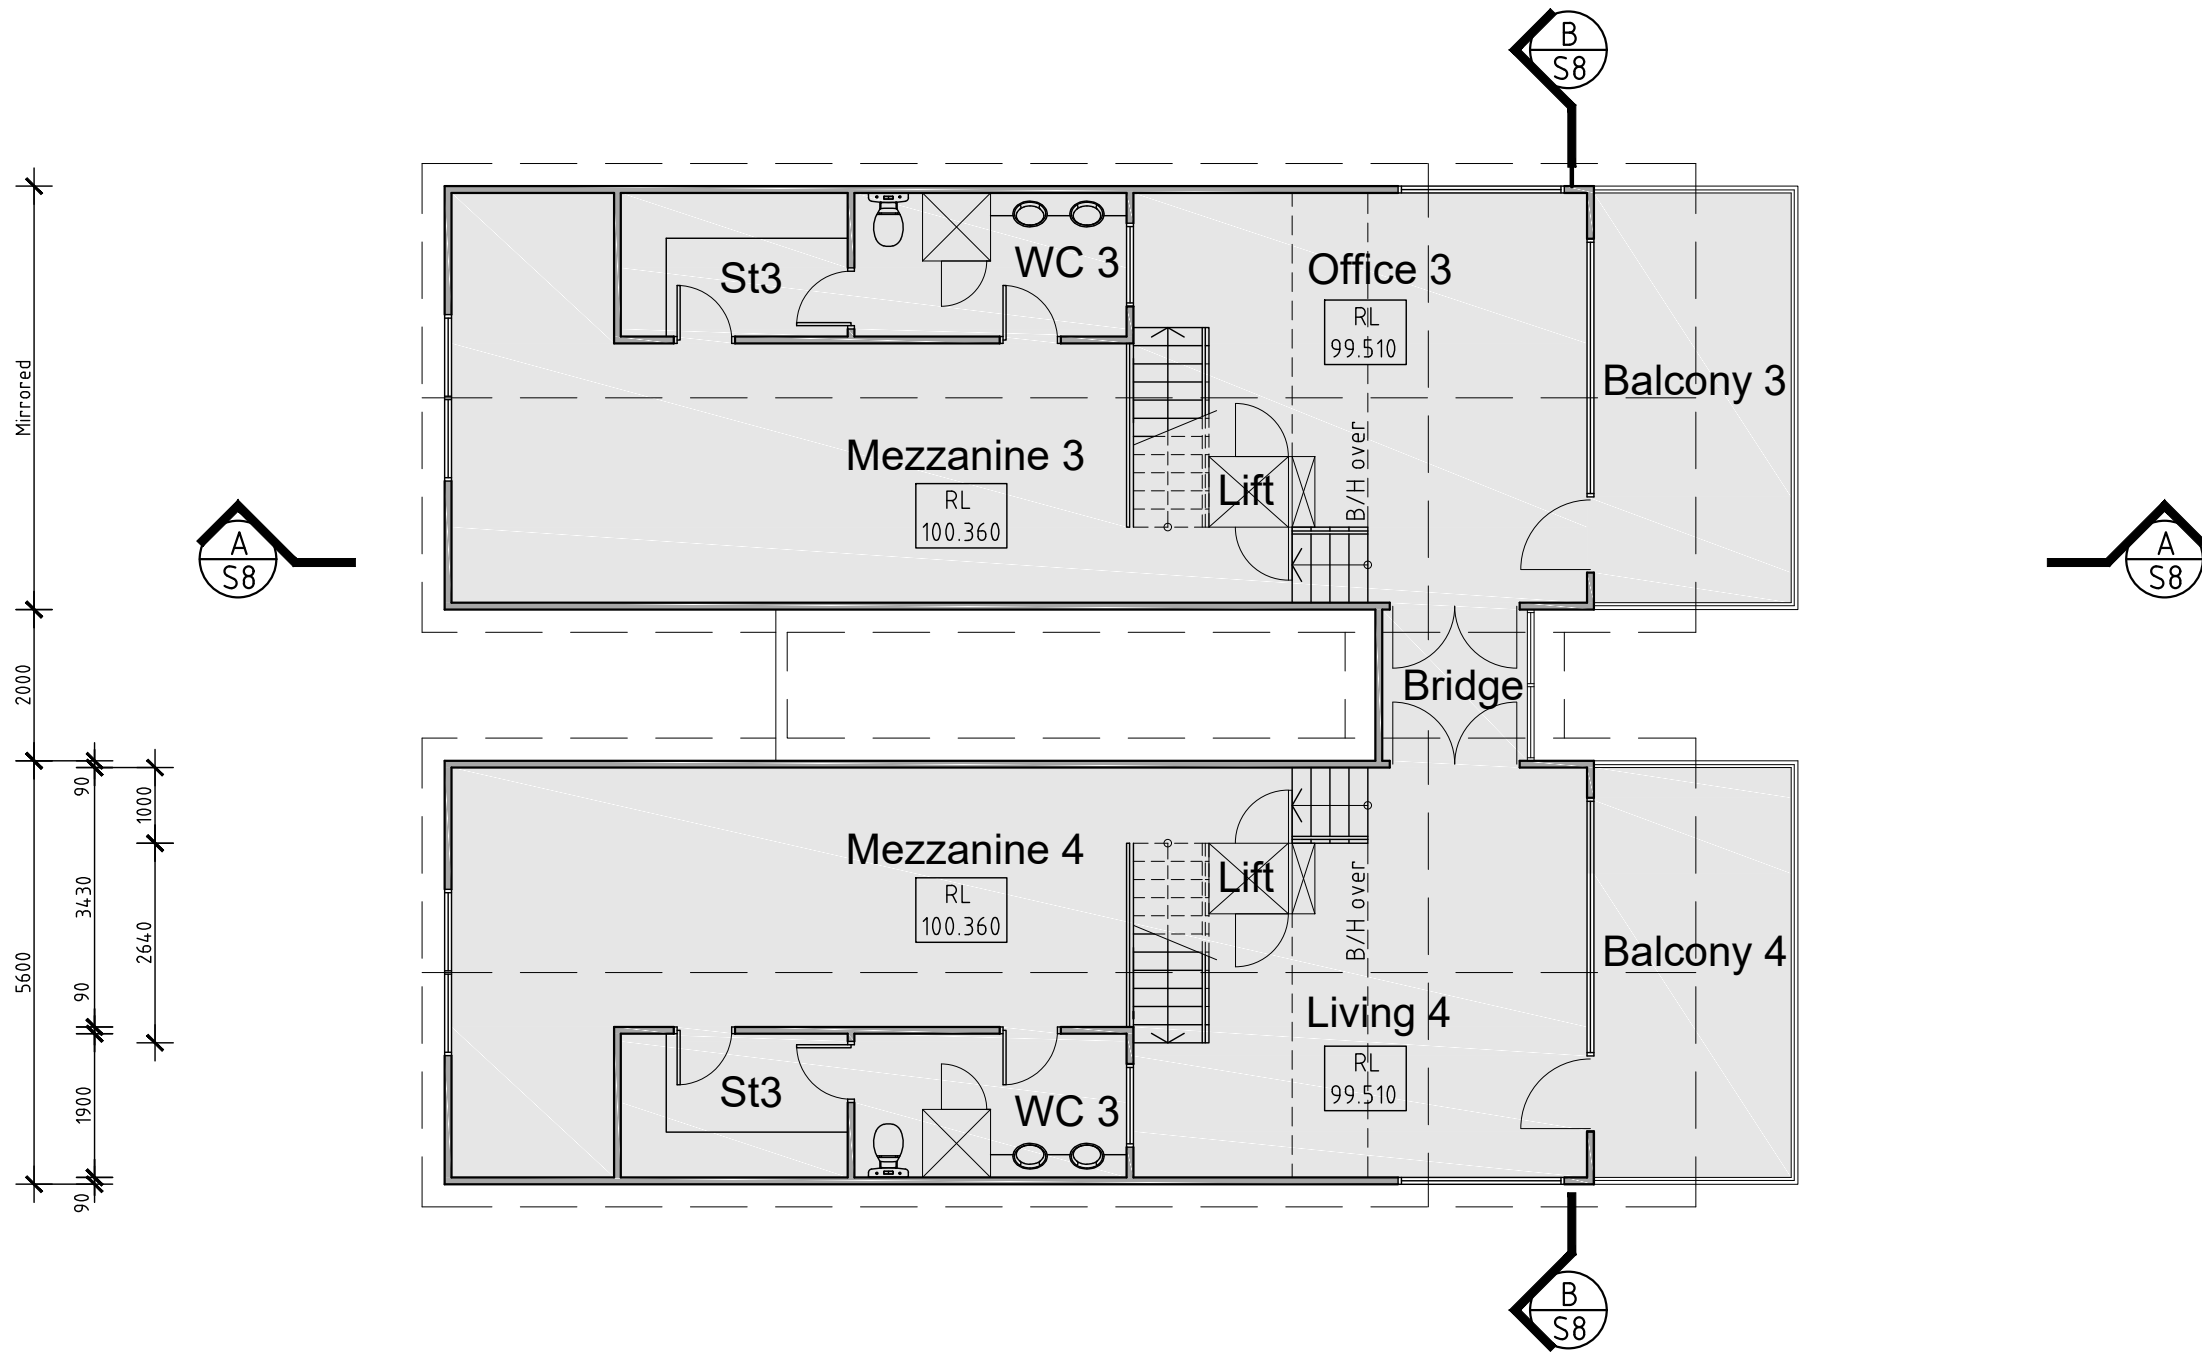 B
S8
St3
WC 3
Office 3
RL
99.510
Mirrored
Balcony 3
Mezzanine 3
RL
100.360
Lift
B/H over
A
S8
A
S8
2000
Bridge
90
1000
Mezzanine 4
RL
100.360
Lift
B/H over
3430
2640
5600
90
Balcony 4
Living 4
RL
99.510
St3
WC 3
1900
90
B
S8